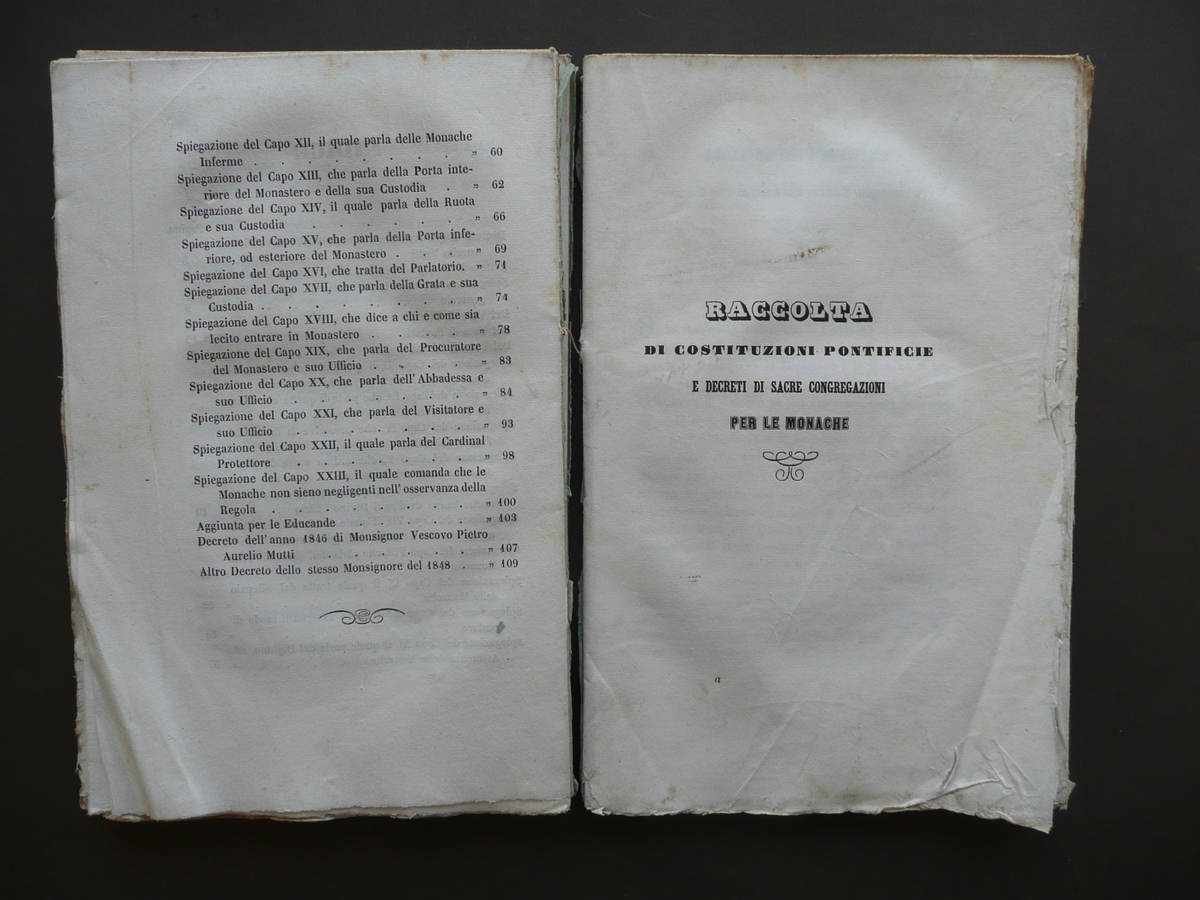 Spiegazione del Capo XII, il quale parla delle Monache
Inferme . . . . . . . . „ 60
Spiegazione del Capo XIII, che parla della Porta inte-
riore del Monastero e della sua Custodia . „ 62
Spiegazione del Capo XIV, il quale parla della Ruota
e sua Custodia . . . . . . . „ 66
Spiegazione del Capo XV, che parla della Porta infe-
riore, od esteriore del Monastero . . . . „ 69
Spiegazione del Capo XVI, che tratta del Parlatorio. „ 71
Spiegazione del Capo XVII, che parla della Grata e sua
Custodia . . . . . . . . „ 74
Spiegazione del Capo XVIII, che dice a chi e come sia
lecito entrare in Monastero . . . . . „ 78
Spiegazione del Capo XIX, che parla del Procuratore
del Monastero e suo Ufficio . . . . . „ 83
Spiegazione del Capo XX, che parla dell'Abbadessa e
suo Ufficio . . . . . . . „ 84
Spiegazione del Capo XXI, che parla del Visitatore e
suo Ufficio . . . . . . . „ 93
Spiegazione del Capo XXII, il quale parla del Cardinal
Protettore . . . . . . . „ 98
Spiegazione del Capo XXIII, il quale comanda che le
Monache non sieno negligenti nell'osservanza della
Regola . . . . . . . . „ 100
Aggiunta per le Educande . . . . . „ 103
Decreto dell'anno 1846 di Monsignor Vescovo Pietro
Aurelio Mutti . . . . . . „ 107
Altro Decreto dello stesso Monsignore del 1848 . „ 109
RACCOLTA
DI COSTITUZIONI PONTIFICIE
E DECRETI DI SACRE CONGREGAZIONI
PER LE MONACHE
a